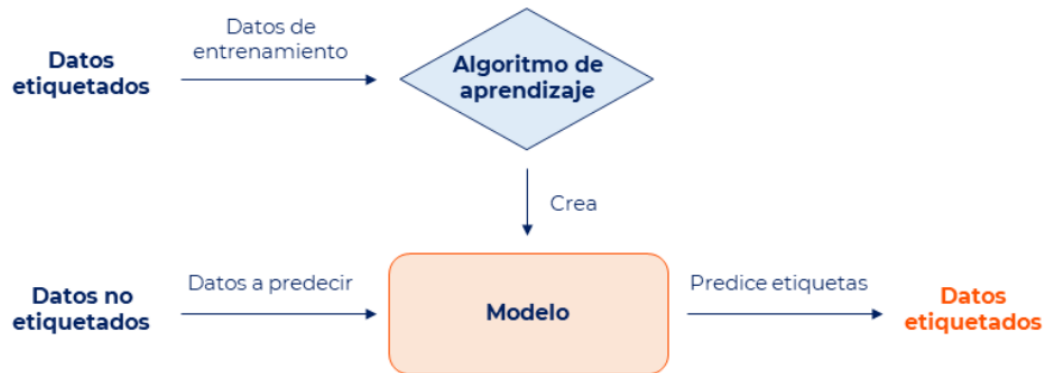 Datos
etiquetados
Datos de
entrenamiento
Algoritmo de
aprendizaje
Crea
Datos no
etiquetados
Datos a predecir
Modelo
Predice etiquetas
Datos
etiquetados